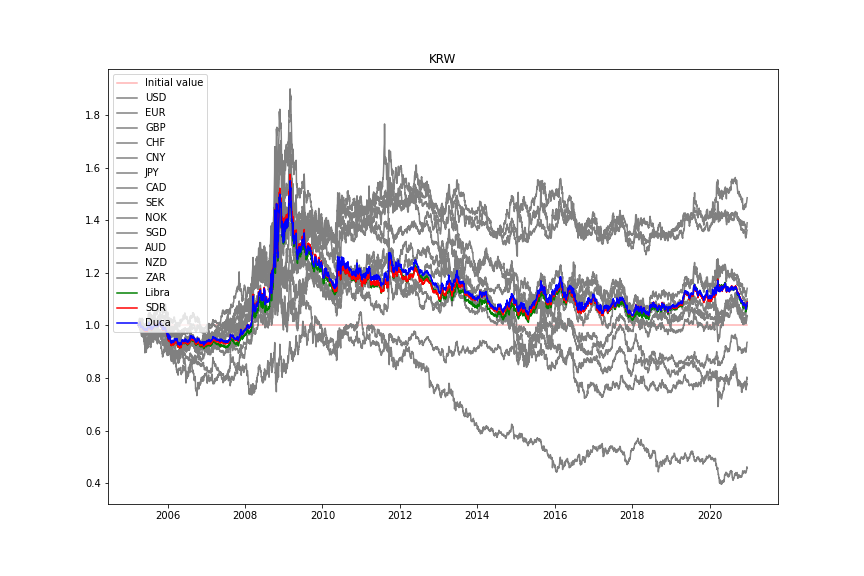 KRW
Initial value
USD
EUR
GBP
CHF
CNY
JPY
CAD
SEK
NOK
SGD
AUD
NZD
ZAR
Libra
SDR
Duca
1.8
1.6
1.4
1.2
1.0
0.8
0.6
0.4
2006 2008 2010 2012 2014 2016 2018 2020